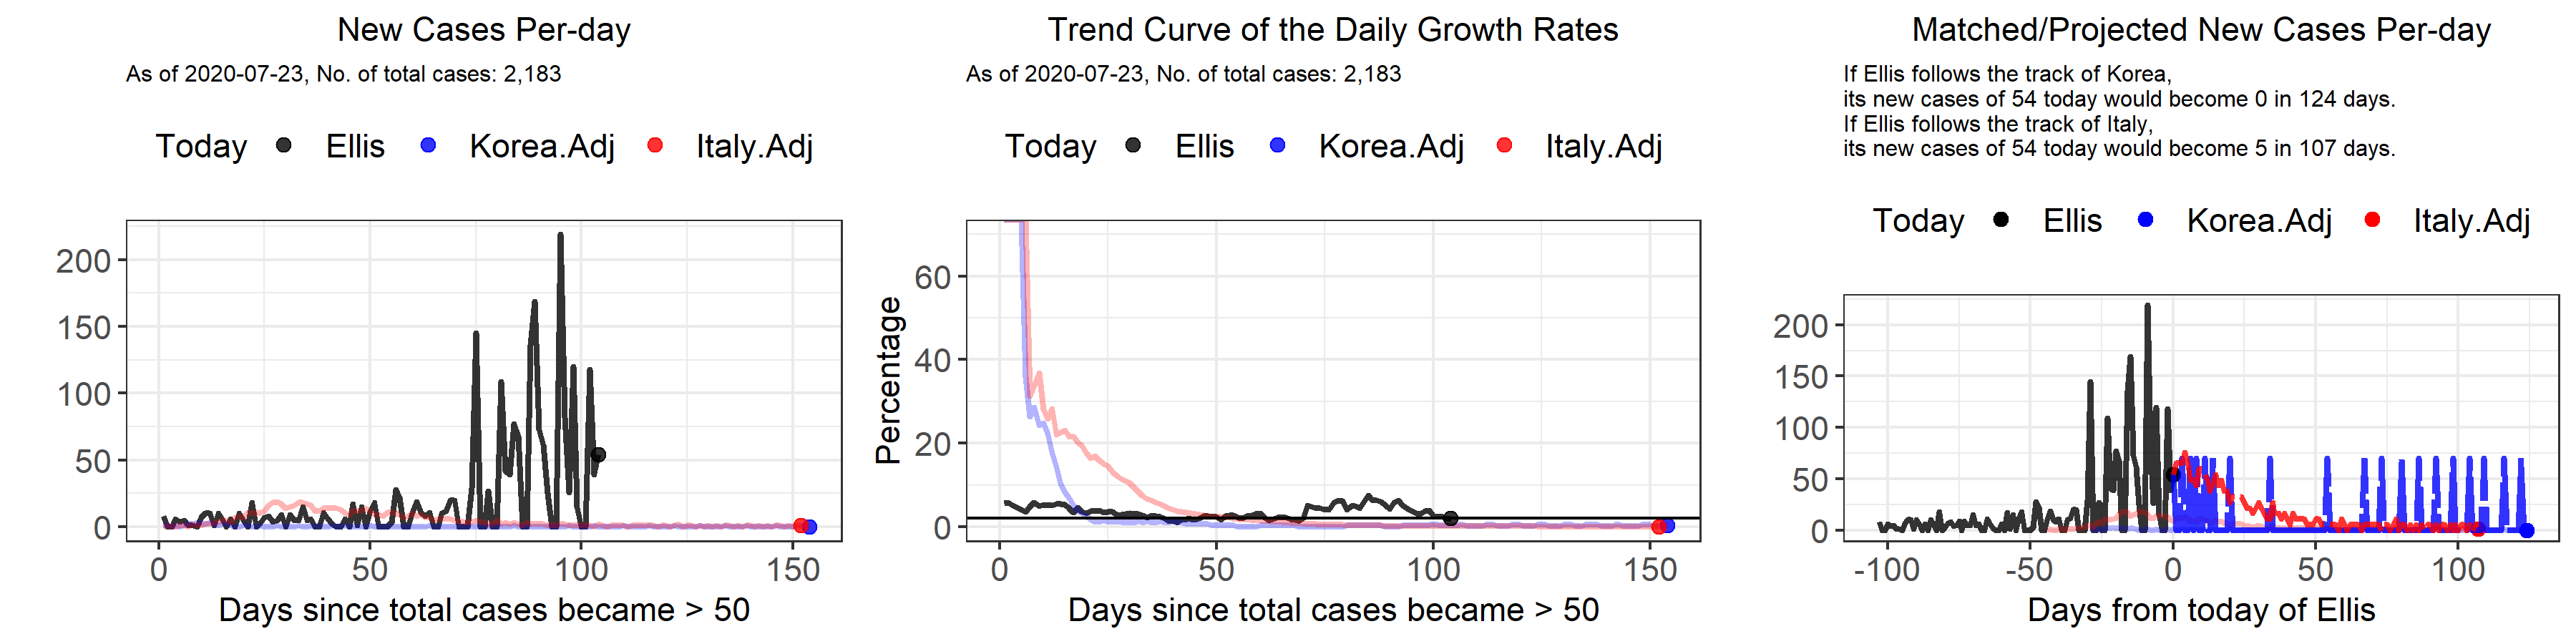 New Cases Per-day
As of 2020-07-23, No. of total cases: 2,183
Today Ellis Korea.Adj Italy.Adj
200
150
100
50
0
0 50 100 150
Days since total cases became > 50
Trend Curve of the Daily Growth Rates
As of 2020-07-23, No. of total cases: 2,183
Today Ellis Korea.Adj Italy.Adj
Percentage
60
40
20
0
0 50 100 150
Days since total cases became > 50
Matched/Projected New Cases Per-day
If Ellis follows the track of Korea,
its new cases of 54 today would become 0 in 124 days.
If Ellis follows the track of Italy,
its new cases of 54 today would become 5 in 107 days.
Today Ellis Korea.Adj Italy.Adj
200
150
100
50
0
-100 -50 0 50 100
Days from today of Ellis